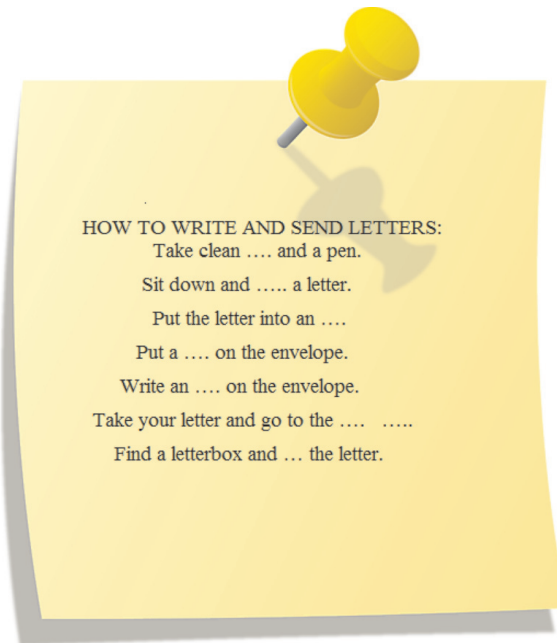 HOW TO WRITE AND SEND LETTERS:
Take clean .... and a pen.
Sit down and ..... a letter.
Put the letter into an ....
Put a .... on the envelope.
Write an .... on the envelope.
Take your letter and go to the ....   .....
Find a letterbox and ... the letter.